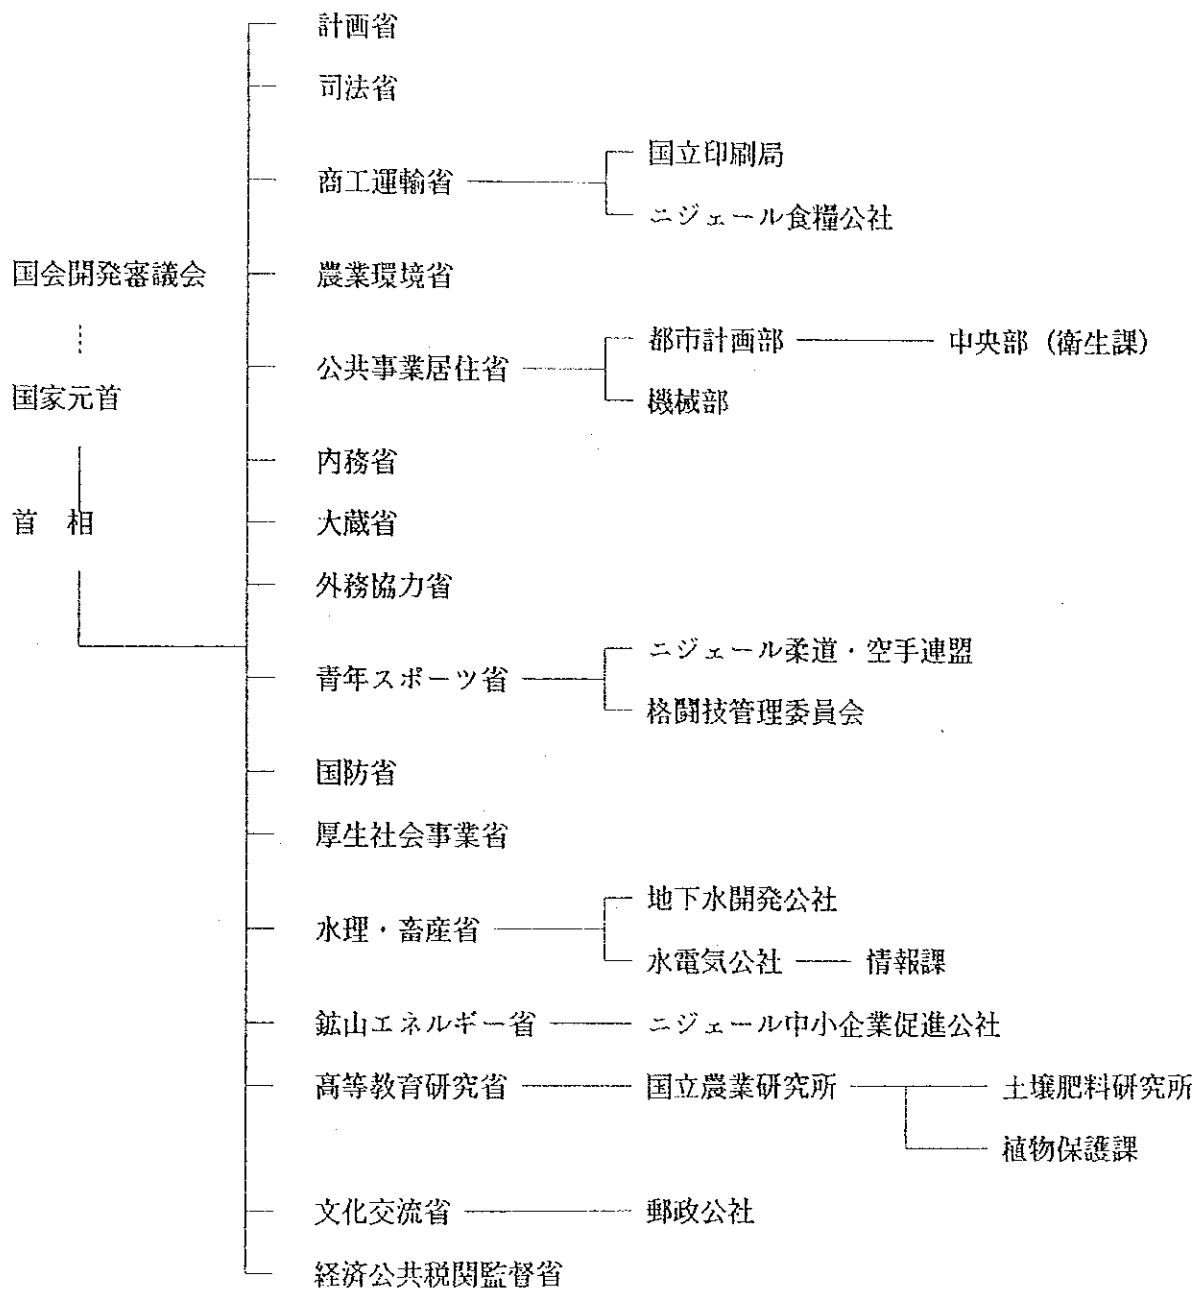 計画省
司法省
商工運輸省
国立印刷局
ニジェール食糧公社
国会開発審議会
農業環境省
公共事業居住省
都市計画部
中央部(衛生課)
機械部
国家元首
内務省
首 相
大蔵省
外務協力省
青年スポーツ省
ニジェール柔道・空手連盟
格闘技管理委員会
国防省
厚生社会事業省
水理・畜産省
地下水開発公社
水電気公社
情報課
鉱山エネルギー省
ニジェール中小企業促進公社
高等教育研究省
国立農業研究所
土壌肥料研究所
植物保護課
文化交流省
郵政公社
経済公共税関監督省